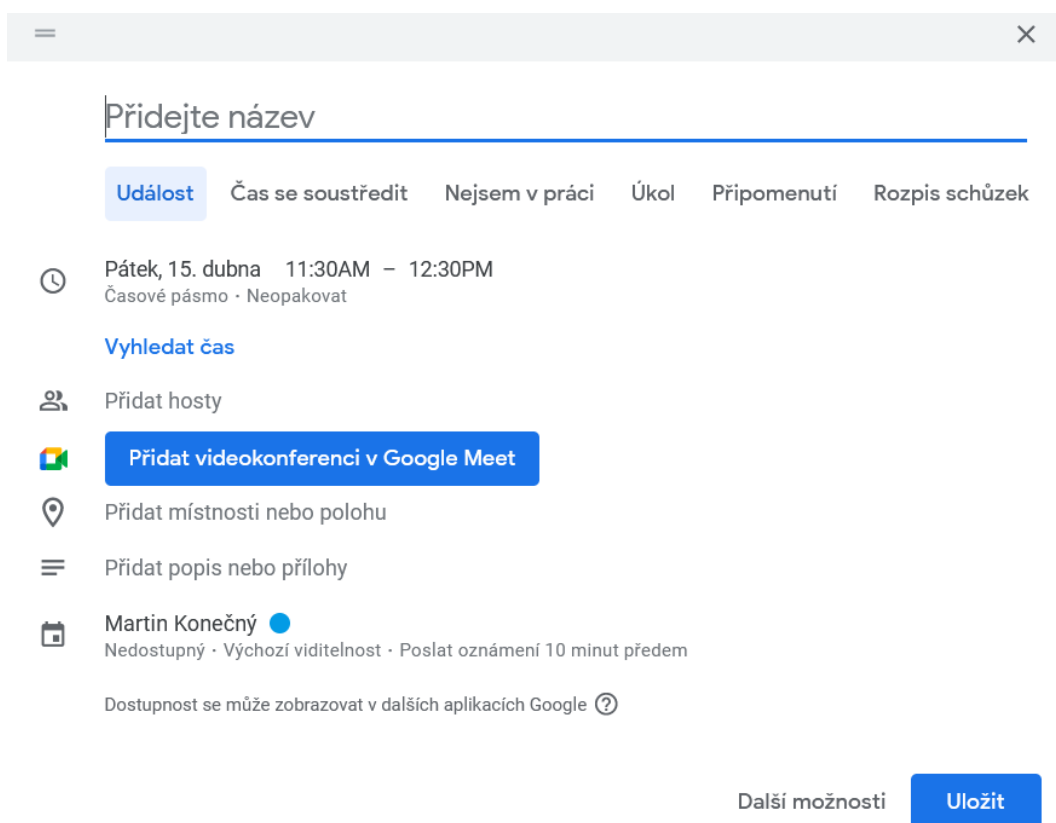 Přidejte název
Událost Čas se soustředit Nejsem v práci Úkol Připomenutí Rozpis schůzek
Pátek, 15. dubna 11:30AM – 12:30PM
Časové pásmo · Neopakovat
Vyhledat čas
Přidat hosty
Přidat videokonferenci v Google Meet
Přidat místnosti nebo polohu
Přidat popis nebo přílohy
Martin Konečný
Nedostupný · Výchozí viditelnost · Poslat oznámení 10 minut předem
Dostupnost se může zobrazovat v dalších aplikacích Google
Další možnosti Uložit